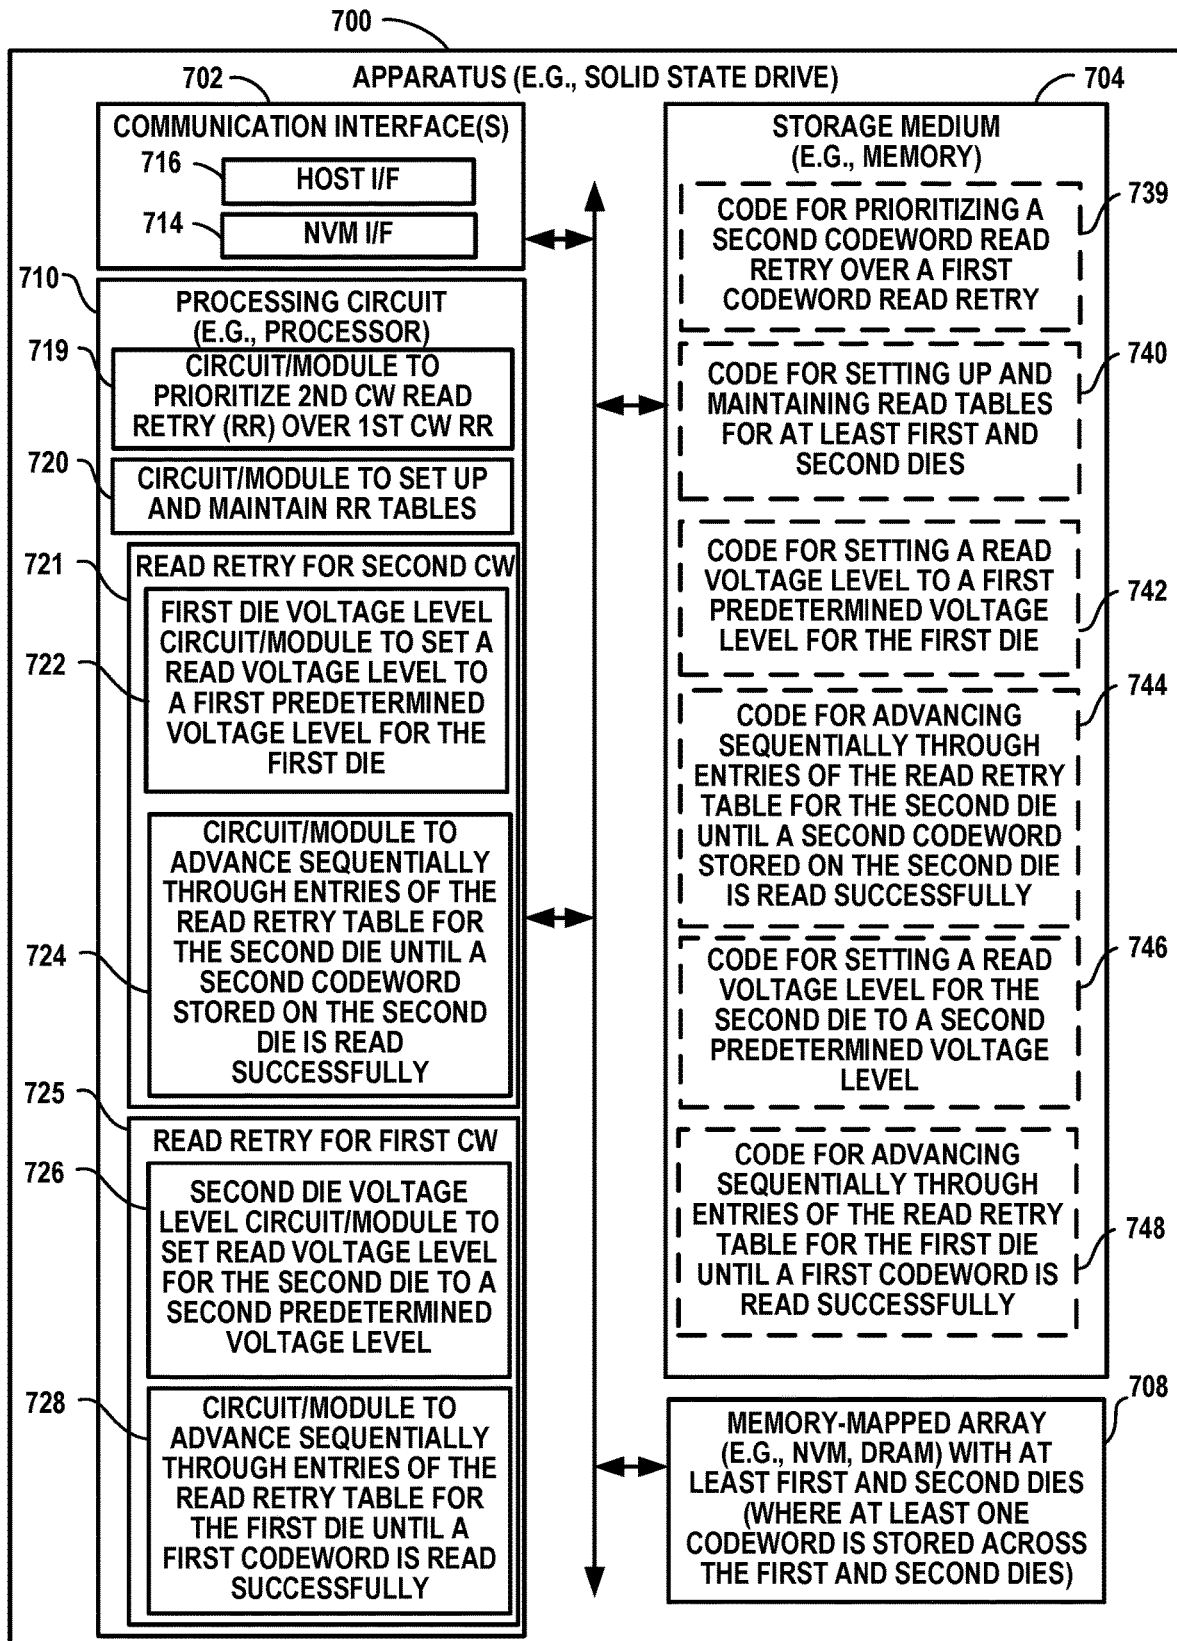 700
APPARATUS (E.G., SOLID STATE DRIVE)
702
COMMUNICATION INTERFACE(S)
716
HOST I/F
714
NVM I/F
710
PROCESSING CIRCUIT
(E.G., PROCESSOR)
719
CIRCUIT/MODULE TO
PRIORITIZE 2ND CW READ
RETRY (RR) OVER 1ST CW RR
720
CIRCUIT/MODULE TO SET UP
AND MAINTAIN RR TABLES
721
READ RETRY FOR SECOND CW
722
FIRST DIE VOLTAGE LEVEL
CIRCUIT/MODULE TO SET A
READ VOLTAGE LEVEL TO
A FIRST PREDETERMINED
VOLTAGE LEVEL FOR THE
FIRST DIE
724
CIRCUIT/MODULE TO
ADVANCE SEQUENTIALLY
THROUGH ENTRIES OF THE
READ RETRY TABLE FOR
THE SECOND DIE UNTIL A
SECOND CODEWORD
STORED ON THE SECOND
DIE IS READ
SUCCESSFULLY
725
READ RETRY FOR FIRST CW
726
SECOND DIE VOLTAGE
LEVEL CIRCUIT/MODULE TO
SET READ VOLTAGE LEVEL
FOR THE SECOND DIE TO A
SECOND PREDETERMINED
VOLTAGE LEVEL
728
CIRCUIT/MODULE TO
ADVANCE SEQUENTIALLY
THROUGH ENTRIES OF THE
READ RETRY TABLE FOR
THE FIRST DIE UNTIL A
FIRST CODEWORD IS READ
SUCCESSFULLY
704
STORAGE MEDIUM
(E.G., MEMORY)
739
CODE FOR PRIORITIZING A
SECOND CODEWORD READ
RETRY OVER A FIRST
CODEWORD READ RETRY
740
CODE FOR SETTING UP AND
MAINTAINING READ TABLES
FOR AT LEAST FIRST AND
SECOND DIES
742
CODE FOR SETTING A READ
VOLTAGE LEVEL TO A FIRST
PREDETERMINED VOLTAGE
LEVEL FOR THE FIRST DIE
744
CODE FOR ADVANCING
SEQUENTIALLY THROUGH
ENTRIES OF THE READ RETRY
TABLE FOR THE SECOND DIE
UNTIL A SECOND CODEWORD
STORED ON THE SECOND DIE
IS READ SUCCESSFULLY
746
CODE FOR SETTING A READ
VOLTAGE LEVEL FOR THE
SECOND DIE TO A SECOND
PREDETERMINED VOLTAGE
LEVEL
748
CODE FOR ADVANCING
SEQUENTIALLY THROUGH
ENTRIES OF THE READ RETRY
TABLE FOR THE FIRST DIE
UNTIL A FIRST CODEWORD IS
READ SUCCESSFULLY
708
MEMORY-MAPPED ARRAY
(E.G., NVM, DRAM) WITH AT
LEAST FIRST AND SECOND DIES
(WHERE AT LEAST ONE
CODEWORD IS STORED ACROSS
THE FIRST AND SECOND DIES)